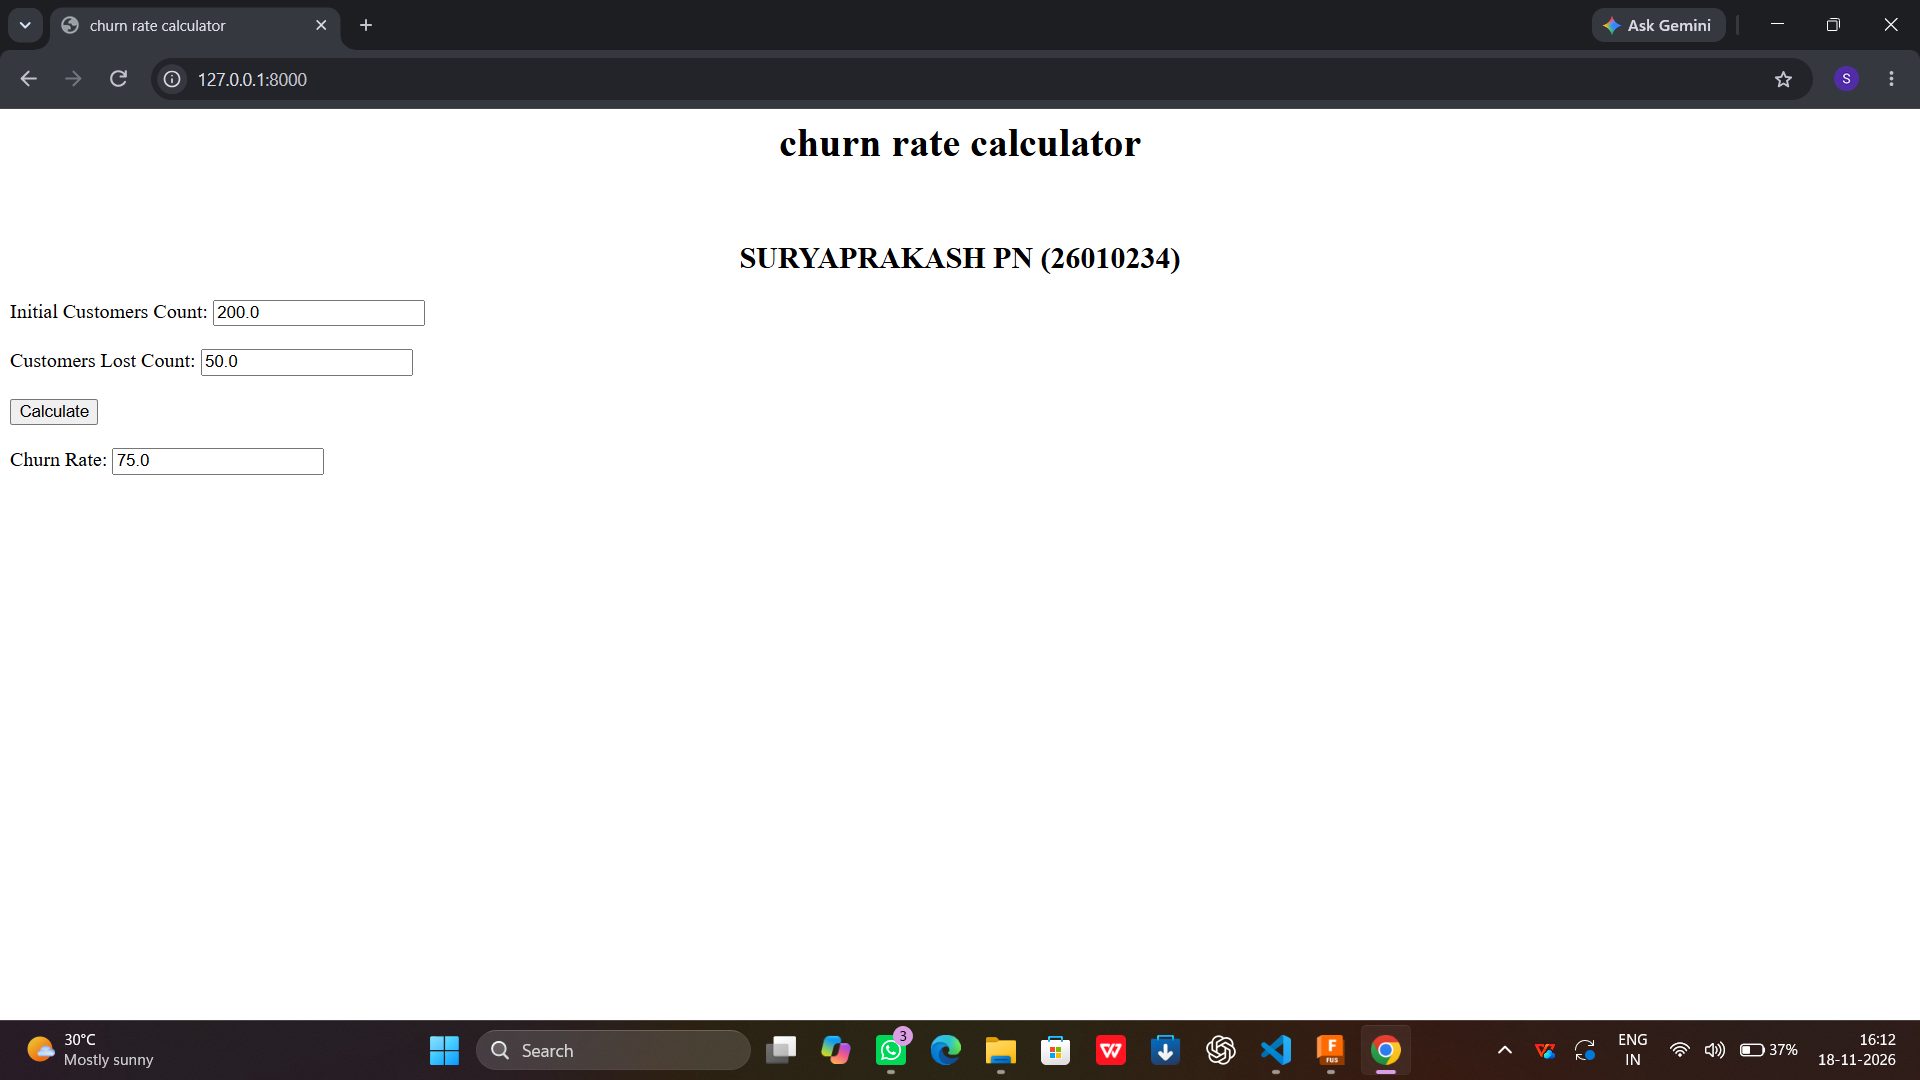 churn rate calculator
Ask Gemini
127.0.0.1:8000
S
churn rate calculator
SURYAPRAKASH PN (26010234)
Initial Customers Count: 200.0
Customers Lost Count: 50.0
Calculate
Churn Rate: 75.0
30°C
Mostly sunny
Search
3
W
F
FUS
ENG
IN
37%
16:12
18-11-2026